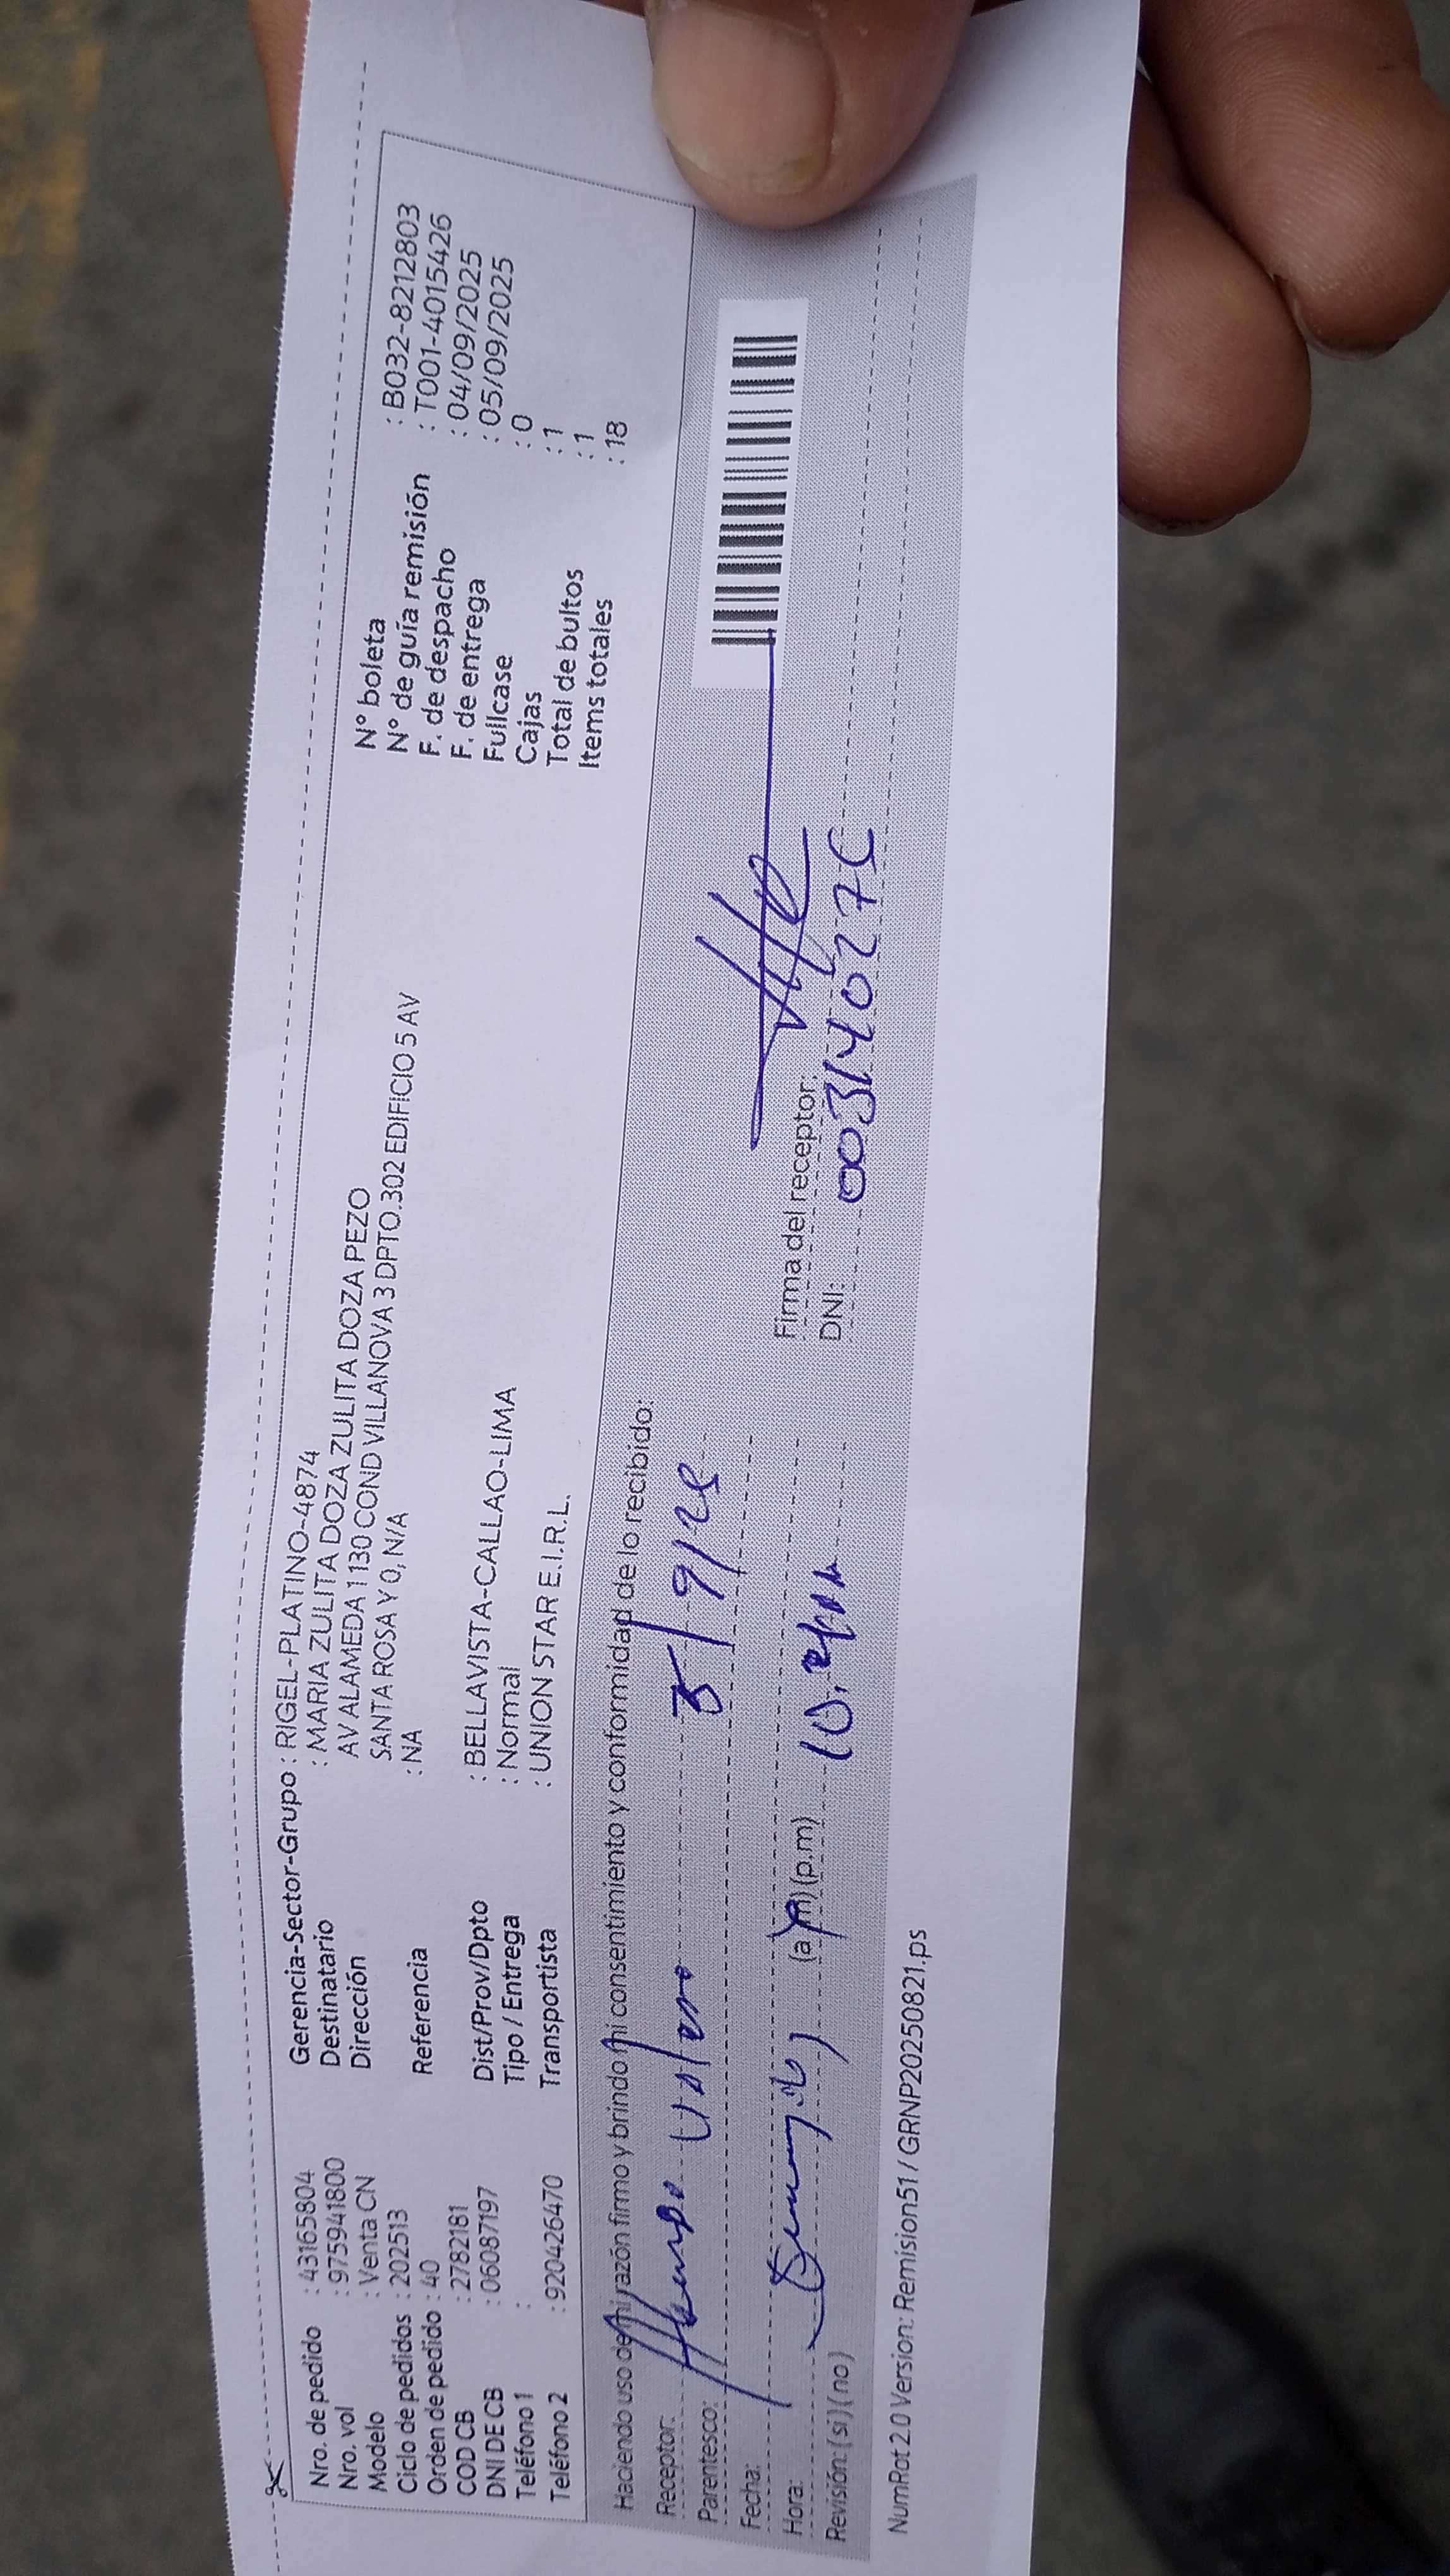 Nro. de pedido : 43165804
Nro. vol : 975941800
Modelo : Venta CN
Ciclo de pedidos : 202513
Orden de pedido : 40
COD CB : 2782181
DNI DE CB : 06087197
Teléfono 1 :
Teléfono 2 : 920426470
Gerencia-Sector-Grupo : RIGEL-PLATINO-4874
Destinatario : MARIA ZULITA DOZA ZULITA DOZA PEZO
Dirección AV ALAMEDA 1130 COND VILLANOVA 3 DPTO.302 EDIFICIO 5 AV
SANTA ROSA Y 0, N/A
Referencia : NA
Dist/Prov/Dpto : BELLAVISTA-CALLAO-LIMA
Tipo / Entrega : Normal
Transportista : UNION STAR E.I.R.L.
N° boleta : B032-8212803
N° de guía remisión : T001-4015426
F. de despacho : 04/09/2025
F. de entrega : 05/09/2025
Fullcase : 0
Cajas : 1
Total de bultos : 1
Items totales : 18
Haciendo uso de mi razón firmo y brindo mi consentimiento y conformidad de lo recibido:
Receptor:
Parentesco:
Fecha: 5/9/25
Hora: (a.m) (p.m)
Revisión: (si) (no)
Firma del receptor:
DNI:
NumRot 2.0 Version: Remision51 / GRNP20250821.ps